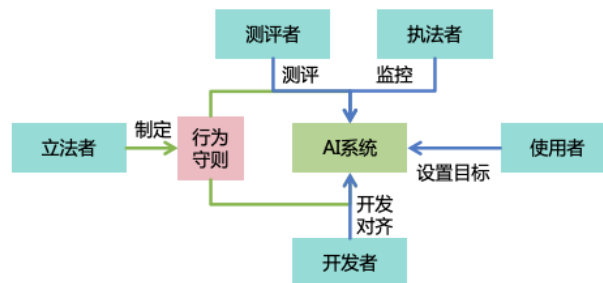 测评者
执法者
测评
监控
制定
立法者
行为
守则
AI系统
使用者
设置目标
开发
对齐
开发者